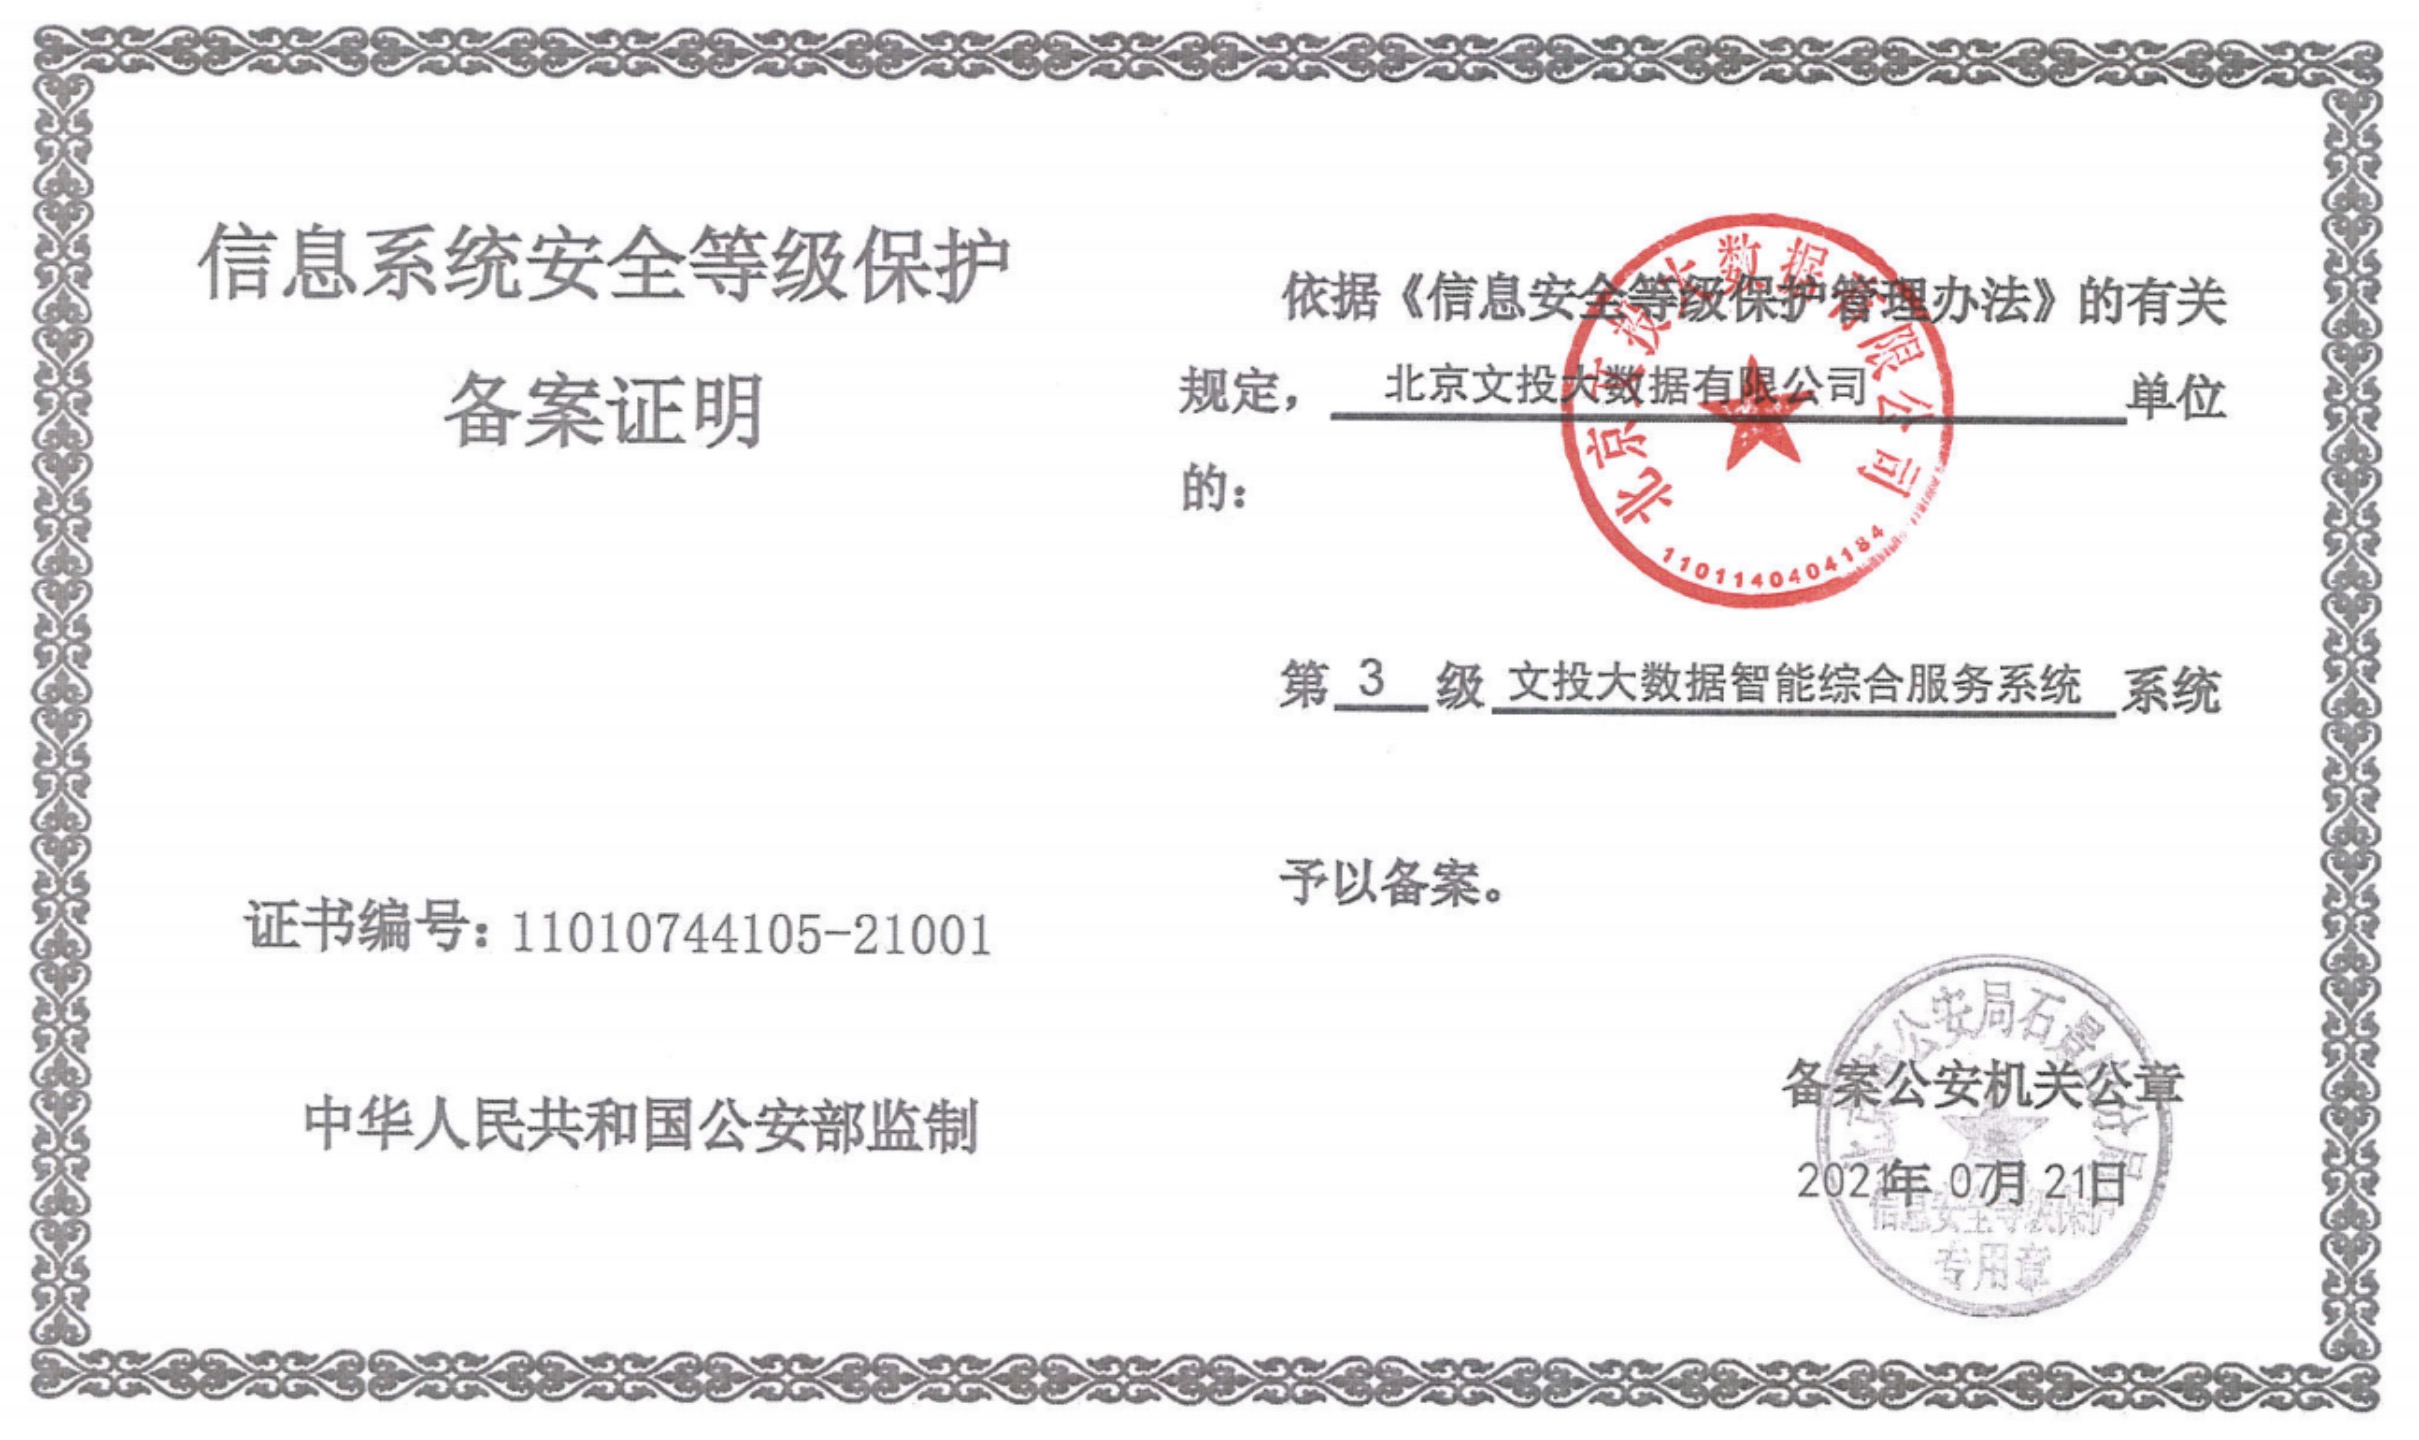 信息系统安全等级保护
备案证明
证书编号：11010744105-21001
中华人民共和国公安部监制
依据《信息安全等级保护管理办法》的有关
规定， 北京文投大数据有限公司 单位
的：
第 3 级 文投大数据智能综合服务系统 系统
予以备案。
备案公安机关公章
2021年 07月 21日
北京文投大数据有限公司
1101140404184
公安局石景
信息安全等级保护
专用章